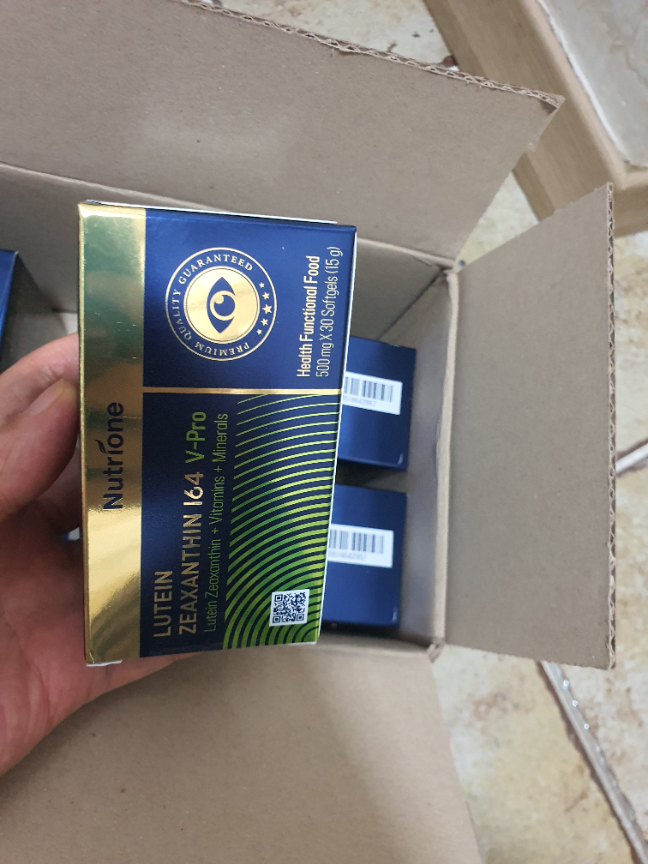 Nutrione
PREMIUM QUALITY GUARANTEED
Health Functional Food
500 mg X 30 Softgels (15 g)
LUTEIN
ZEAXANTHIN 164 V-Pro
Lutein Zeaxanthin + Vitamins + Minerals